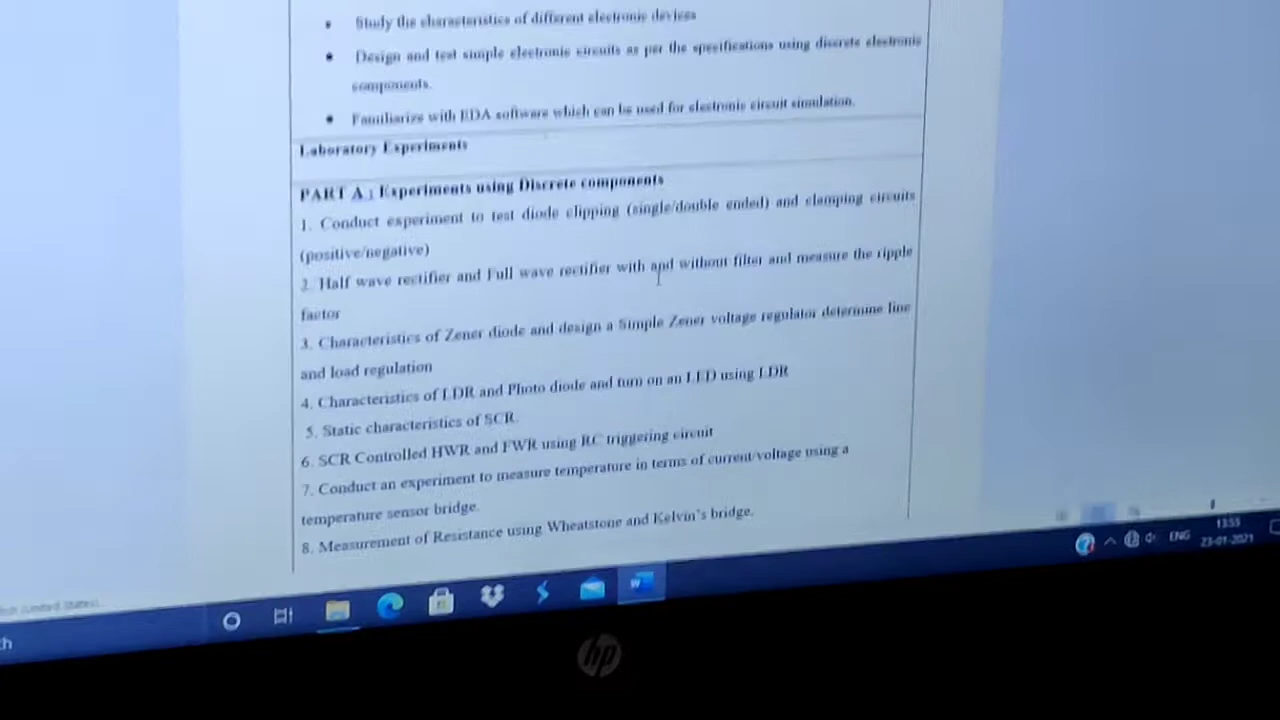 • Study the characteristics of different electronic devices
• Design and test simple electronic circuits as per the specifications using discrete electronic
components.
• Familiarize with EDA software which can be used for electronic circuit simulation.
Laboratory Experiments
PART A : Experiments using Discrete components
1. Conduct experiment to test diode clipping (single/double ended) and clamping circuits
(positive/negative)
2. Half wave rectifier and Full wave rectifier with and without filter and measure the ripple
factor
3. Characteristics of Zener diode and design a Simple Zener voltage regulator determine line
and load regulation
4. Characteristics of LDR and Photo diode and turn on an LED using LDR
5. Static characteristics of SCR.
6. SCR Controlled HWR and FWR using RC triggering circuit
7. Conduct an experiment to measure temperature in terms of current/voltage using a
temperature sensor bridge.
8. Measurement of Resistance using Wheatstone and Kelvin's bridge.
(United States)
ENG
13:55
23-01-2021
hp